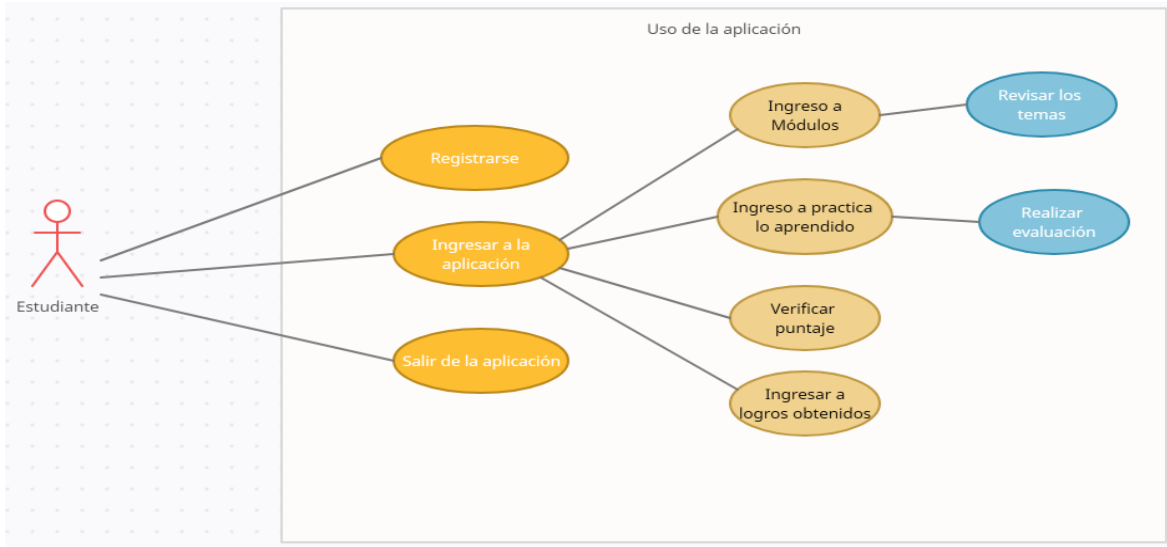 Uso de la aplicación
Estudiante
Registrarse
Ingresar a la
aplicación
Salir de la aplicación
Ingreso a
Módulos
Ingreso a practica
lo aprendido
Verificar
puntaje
Ingresar a
logros obtenidos
Revisar los
temas
Realizar
evaluación